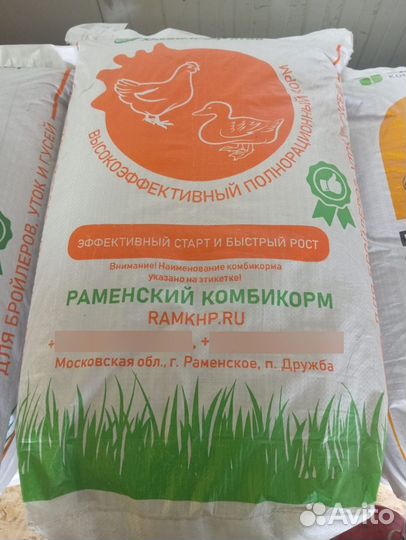 ВЫСОКОЭФФЕКТИВНЫЙ ПОЛНОРАЦИОННЫЙ КОРМ
ЭФФЕКТИВНЫЙ СТАРТ И БЫСТРЫЙ РОСТ
Внимание! Наименование комбикорма
указано на этикетке!
РАМЕНСКИЙ КОМБИКОРМ
RAMKHP.RU
+ , +
Московская обл., г. Раменское, п. Дружба
ДЛЯ БРОЙЛЕРОВ, УТОК И ГУСЕЙ
Avito